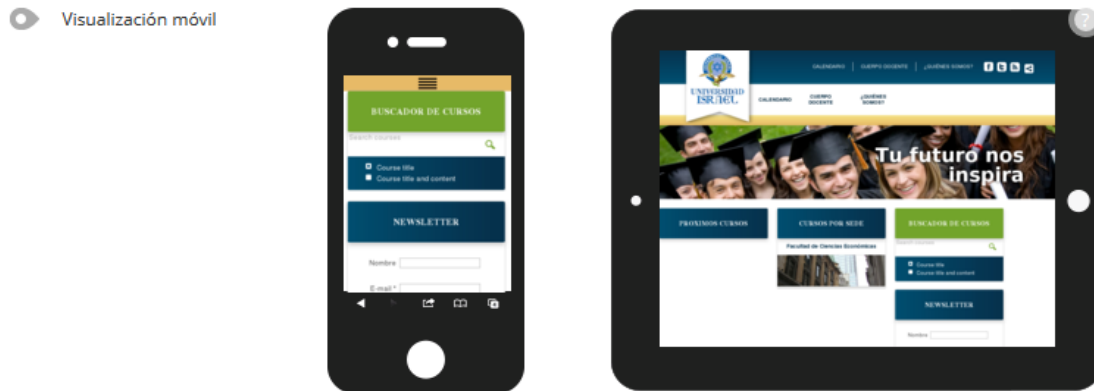 Visualización móvil
BUSCADOR DE CURSOS
Search courses
Course title
Course title and content
NEWSLETTER
Nombre
E-mail *
?
CALENDARIO
CUERPO DOCENTE
¿QUIÉNES SOMOS?
UNIVERSIDAD
ISRAEL
CALENDARIO
CUERPO
DOCENTE
¿QUIÉNES
SOMOS?
Tu futuro nos
inspira
PROXIMOS CURSOS
CURSOS POR SEDE
Facultad de Ciencias Económicas
BUSCADOR DE CURSOS
Search courses
Course title
Course title and content
NEWSLETTER
Nombre